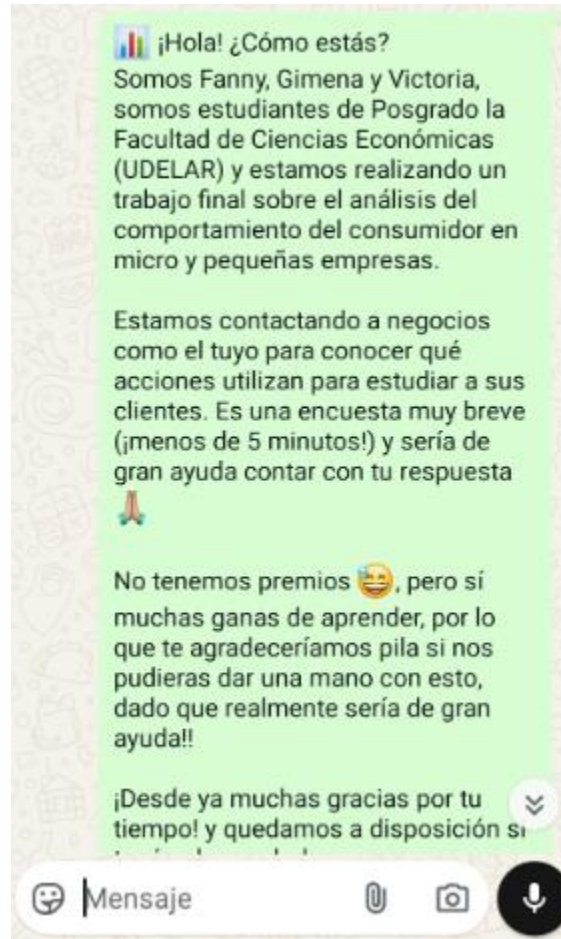 📊 ¡Hola! ¿Cómo estás?
Somos Fanny, Gimena y Victoria,
somos estudiantes de Posgrado la
Facultad de Ciencias Económicas
(UDELAR) y estamos realizando un
trabajo final sobre el análisis del
comportamiento del consumidor en
micro y pequeñas empresas.
Estamos contactando a negocios
como el tuyo para conocer qué
acciones utilizan para estudiar a sus
clientes. Es una encuesta muy breve
(¡menos de 5 minutos!) y sería de
gran ayuda contar con tu respuesta
🙏🏼
No tenemos premios 😅, pero sí
muchas ganas de aprender, por lo
que te agradeceríamos pila si nos
pudieras dar una mano con esto,
dado que realmente sería de gran
ayuda!!
¡Desde ya muchas gracias por tu
tiempo! y quedamos a disposición si
Mensaje